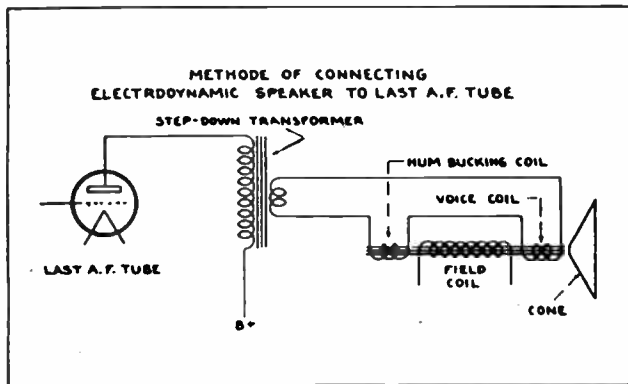 METHODE OF CONNECTING
ELECTRDYNAMIC SPEAKER TO LAST A.F. TUBE
STEP-DOWN TRANSFORMER
HUM BUCKING COIL
VOICE COIL
LAST A.F. TUBE
FIELD
COIL
CONE
B+